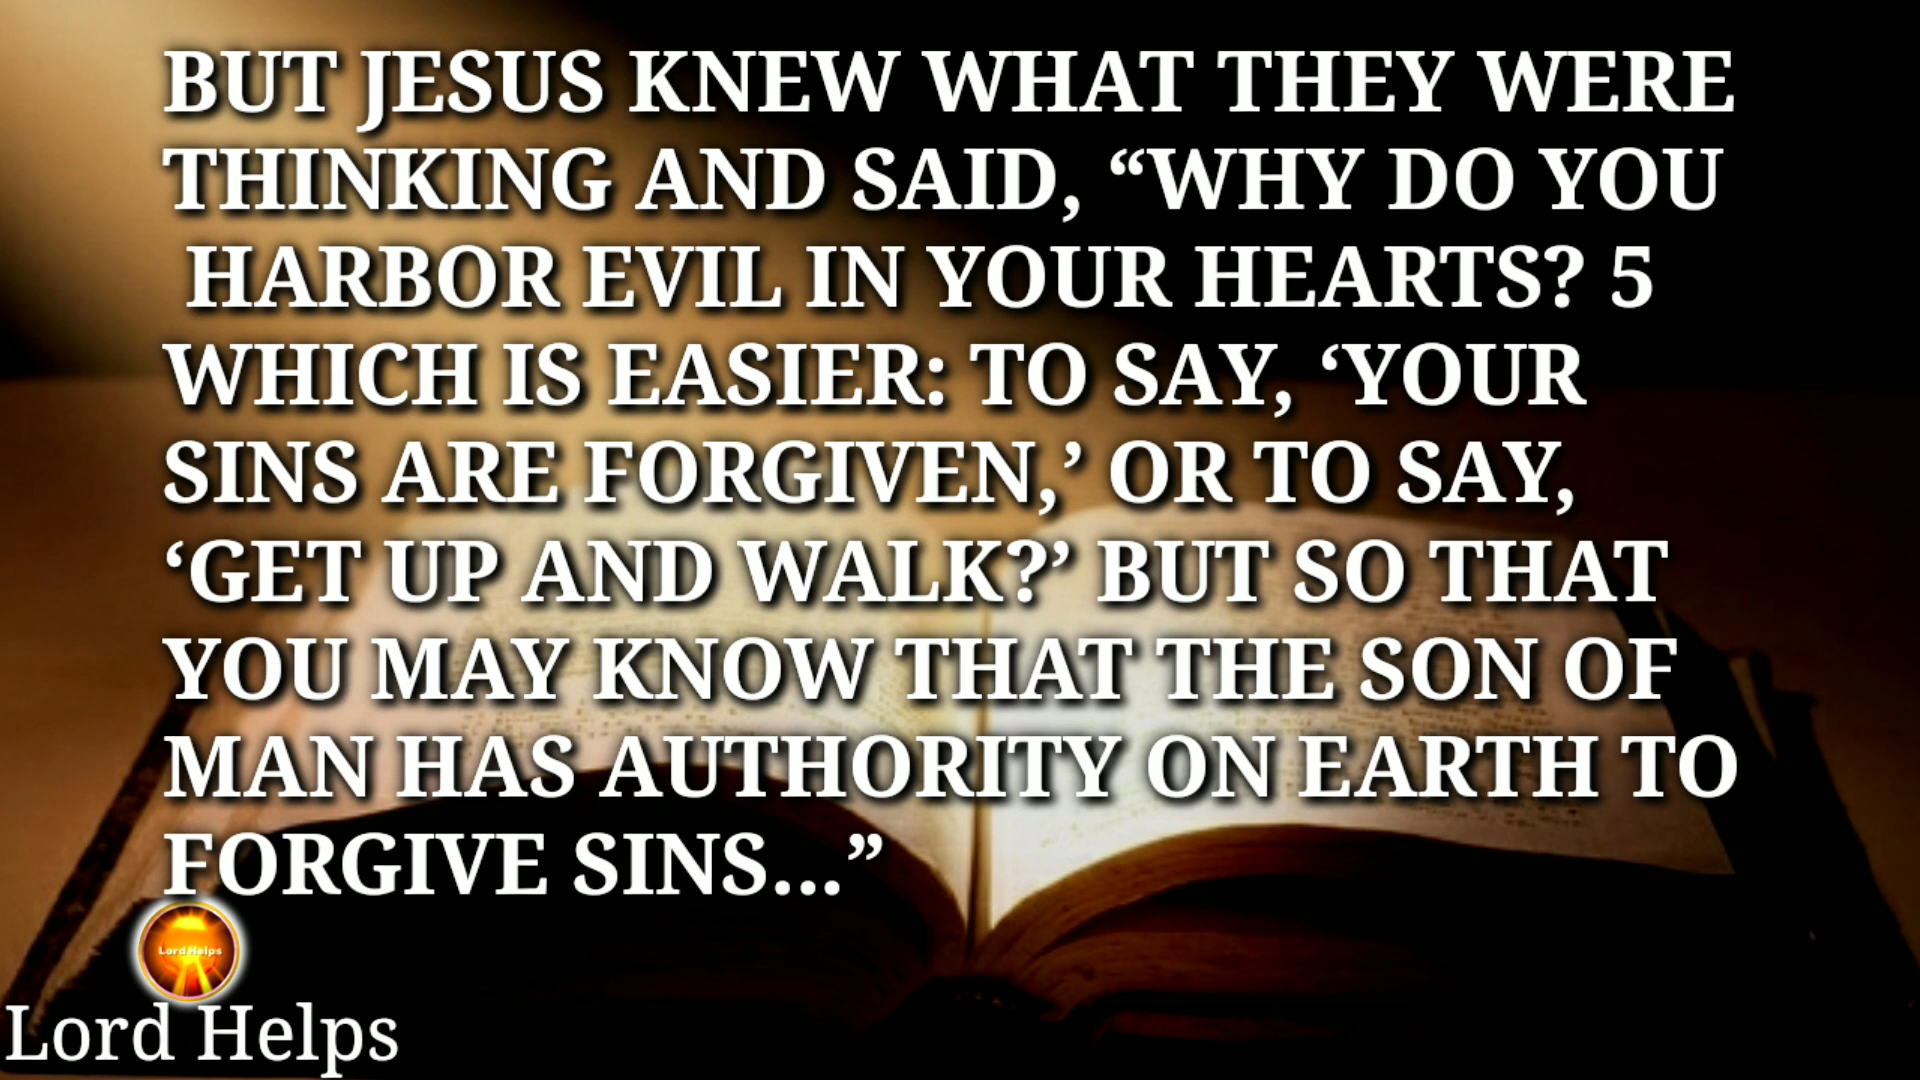 BUT JESUS KNEW WHAT THEY WERE
THINKING AND SAID, “WHY DO YOU
HARBOR EVIL IN YOUR HEARTS? 5
WHICH IS EASIER: TO SAY, ‘YOUR
SINS ARE FORGIVEN,’ OR TO SAY,
‘GET UP AND WALK?’ BUT SO THAT
YOU MAY KNOW THAT THE SON OF
MAN HAS AUTHORITY ON EARTH TO
FORGIVE SINS...”
Lord Helps
Lord Helps